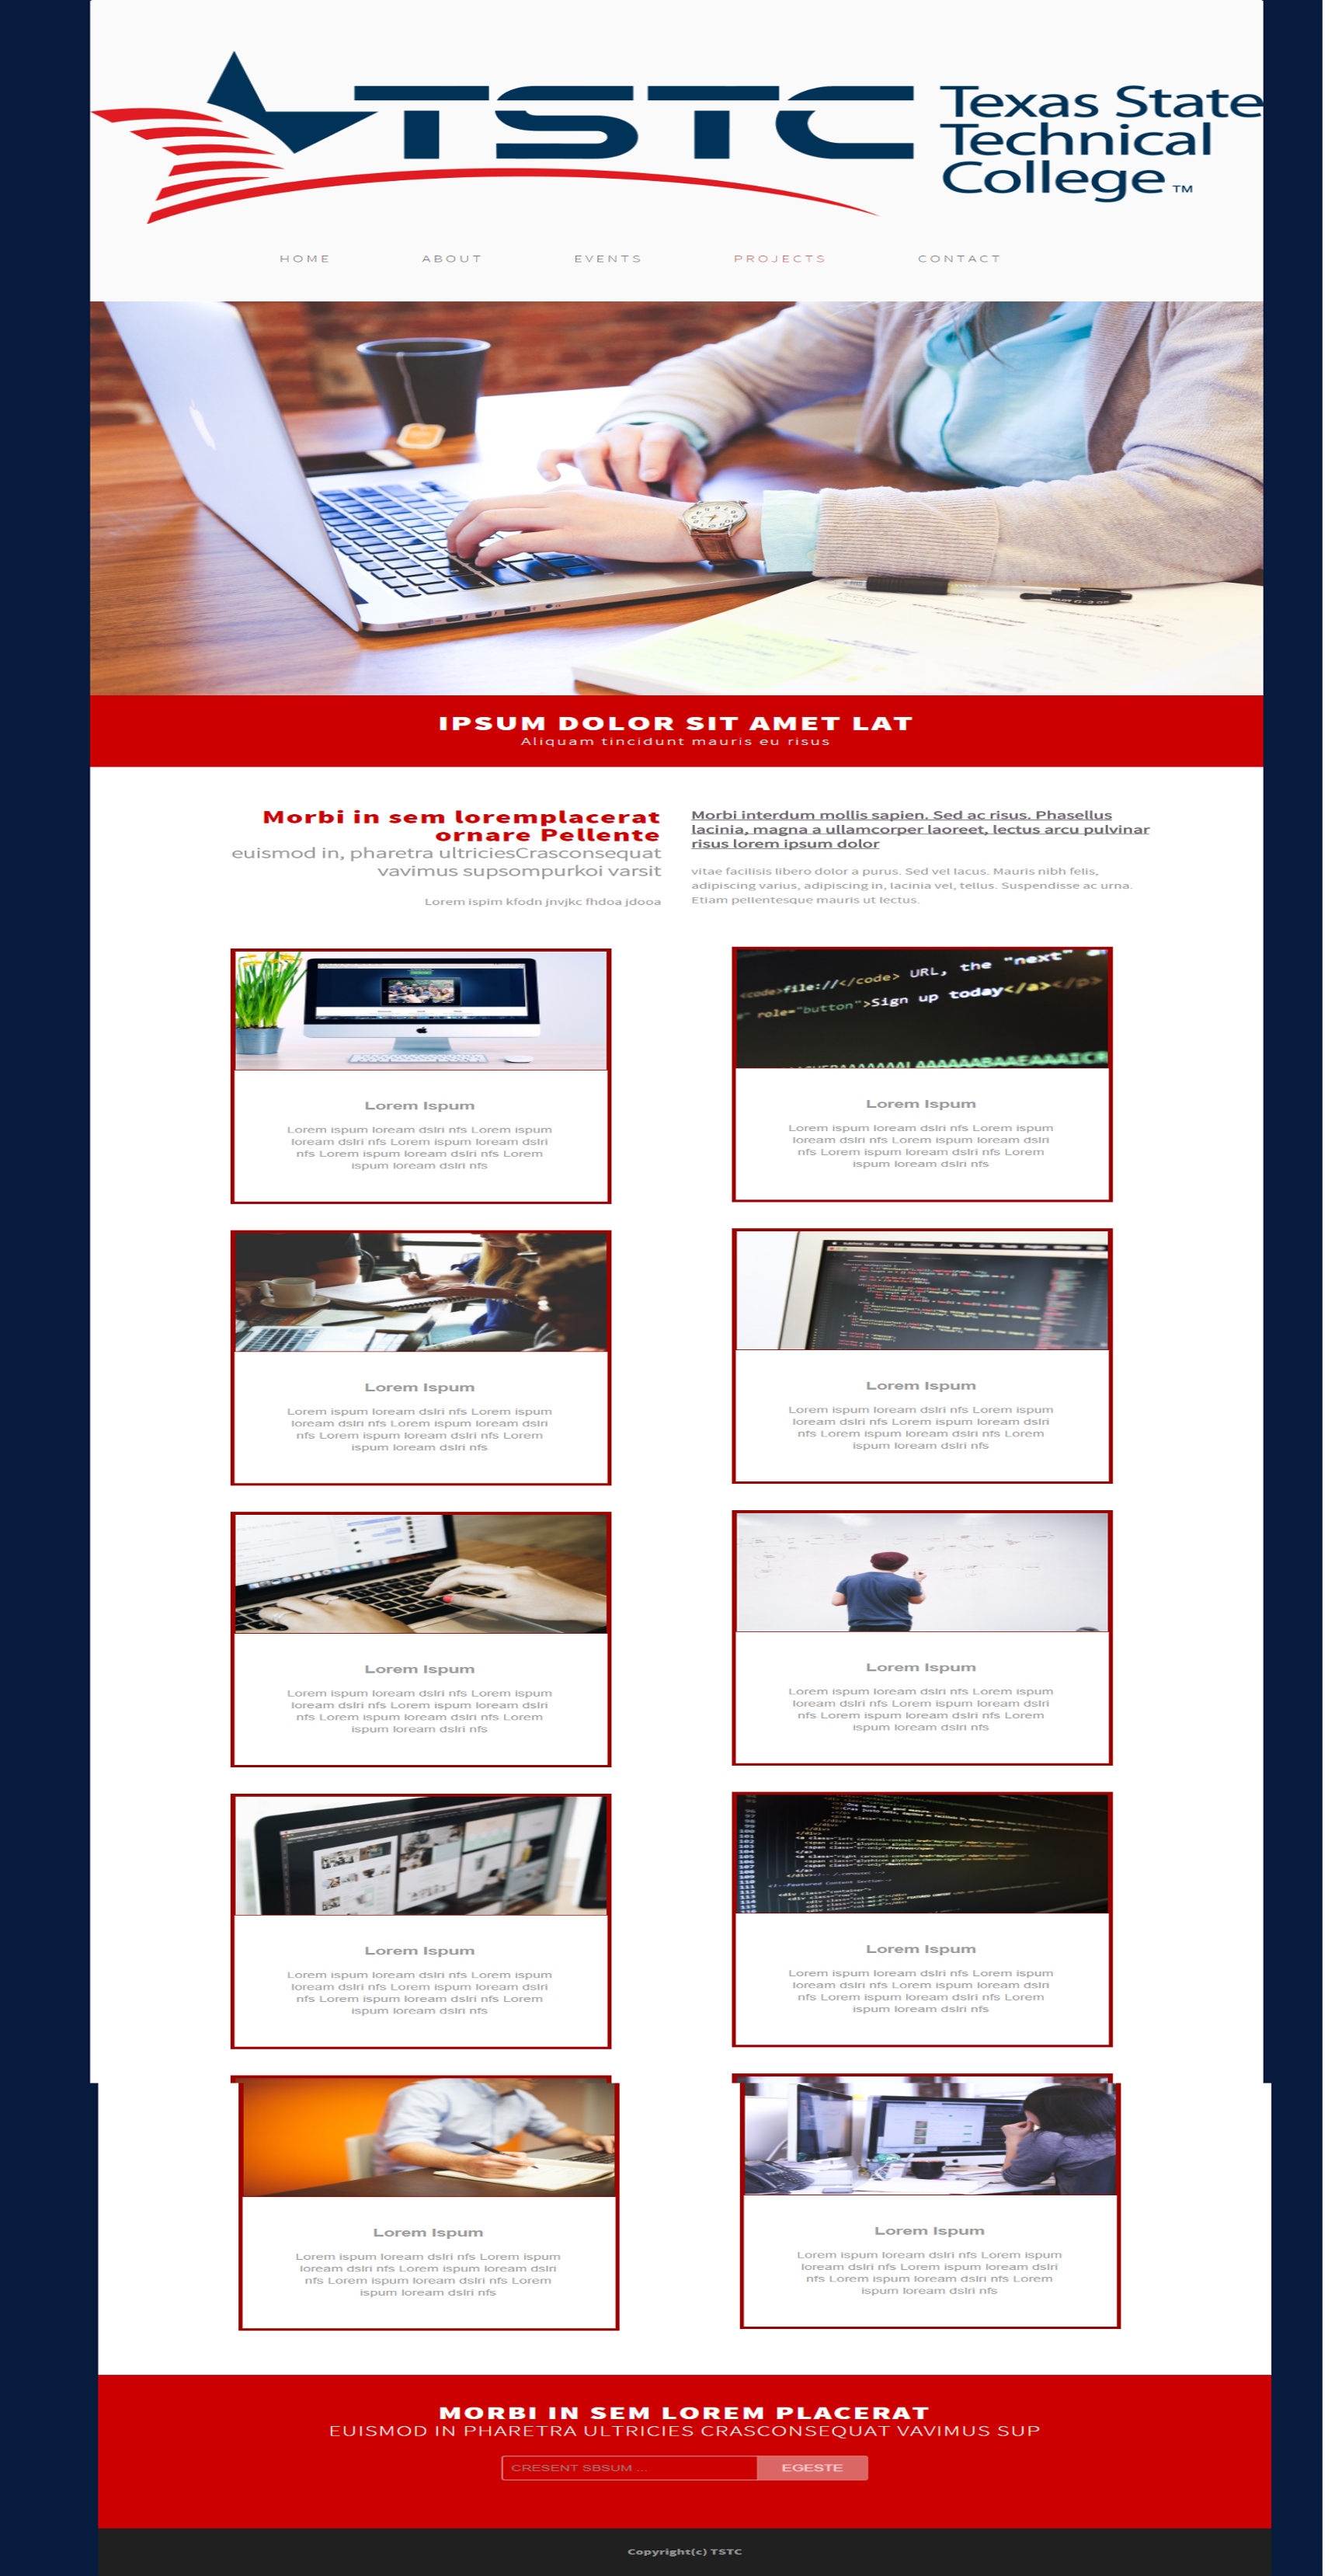 TSTC
Texas State
Technical
College™
HOME ABOUT EVENTS PROJECTS CONTACT
IPSUM DOLOR SIT AMET LAT
Aliquam tincidunt mauris eu risus
Morbi in sem loremplacerat
ornare Pellente
euismod in, pharetra ultriciesCrasconsequat
vavimus supsompurkoi varsit
Lorem ispim kfodn jnvjkc fhdoa jdooa
Morbi interdum mollis sapien. Sed ac risus. Phasellus
lacinia, magna a ullamcorper laoreet, lectus arcu pulvinar
risus lorem ipsum dolor
vitae facilisis libero dolor a purus. Sed vel lacus. Mauris nibh felis,
adipiscing varius, adipiscing in, lacinia vel, tellus. Suspendisse ac urna.
Etiam pellentesque mauris ut lectus.
Lorem Ispum
Lorem ispum loream dslri nfs Lorem ispum
loream dslri nfs Lorem ispum loream dslri
nfs Lorem ispum loream dslri nfs Lorem
ispum loream dslri nfs
<code>file://</code> URL, the "next"
role="button">Sign up today</a></p>
Lorem Ispum
Lorem ispum loream dslri nfs Lorem ispum
loream dslri nfs Lorem ispum loream dslri
nfs Lorem ispum loream dslri nfs Lorem
ispum loream dslri nfs
Lorem Ispum
Lorem ispum loream dslri nfs Lorem ispum
loream dslri nfs Lorem ispum loream dslri
nfs Lorem ispum loream dslri nfs Lorem
ispum loream dslri nfs
Lorem Ispum
Lorem ispum loream dslri nfs Lorem ispum
loream dslri nfs Lorem ispum loream dslri
nfs Lorem ispum loream dslri nfs Lorem
ispum loream dslri nfs
Lorem Ispum
Lorem ispum loream dslri nfs Lorem ispum
loream dslri nfs Lorem ispum loream dslri
nfs Lorem ispum loream dslri nfs Lorem
ispum loream dslri nfs
Lorem Ispum
Lorem ispum loream dslri nfs Lorem ispum
loream dslri nfs Lorem ispum loream dslri
nfs Lorem ispum loream dslri nfs Lorem
ispum loream dslri nfs
Lorem Ispum
Lorem ispum loream dslri nfs Lorem ispum
loream dslri nfs Lorem ispum loream dslri
nfs Lorem ispum loream dslri nfs Lorem
ispum loream dslri nfs
Lorem Ispum
Lorem ispum loream dslri nfs Lorem ispum
loream dslri nfs Lorem ispum loream dslri
nfs Lorem ispum loream dslri nfs Lorem
ispum loream dslri nfs
Lorem Ispum
Lorem ispum loream dslri nfs Lorem ispum
loream dslri nfs Lorem ispum loream dslri
nfs Lorem ispum loream dslri nfs Lorem
ispum loream dslri nfs
Lorem Ispum
Lorem ispum loream dslri nfs Lorem ispum
loream dslri nfs Lorem ispum loream dslri
nfs Lorem ispum loream dslri nfs Lorem
ispum loream dslri nfs
MORBI IN SEM LOREM PLACERAT
EUISMOD IN PHARETRA ULTRICIES CRASCONSEQUAT VAVIMUS SUP
CRESENT SBSUM ... EGESTE
Copyright(c) TSTC